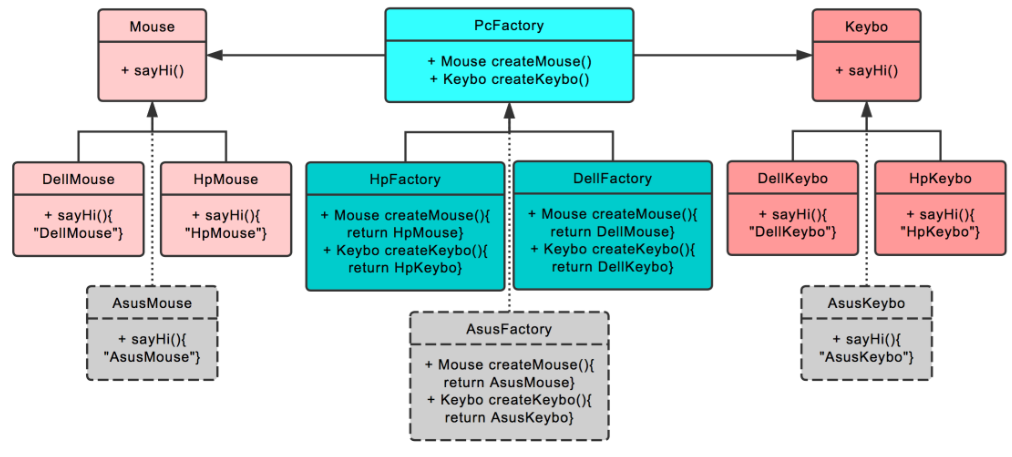 Mouse
+ sayHi()
PcFactory
+ Mouse createMouse()
+ Keybo createKeybo()
Keybo
+ sayHi()
DellMouse
+ sayHi(){
"DellMouse"}
HpMouse
+ sayHi(){
"HpMouse"}
HpFactory
+ Mouse createMouse(){
return HpMouse}
+ Keybo createKeybo(){
return HpKeybo}
DellFactory
+ Mouse createMouse(){
return DellMouse}
+ Keybo createKeybo(){
return DellKeybo}
DellKeybo
+ sayHi(){
"DellKeybo"}
HpKeybo
+ sayHi(){
"HpKeybo"}
AsusMouse
+ sayHi(){
"AsusMouse"}
AsusFactory
+ Mouse createMouse(){
return AsusMouse}
+ Keybo createKeybo(){
return AsusKeybo}
AsusKeybo
+ sayHi(){
"AsusKeybo"}